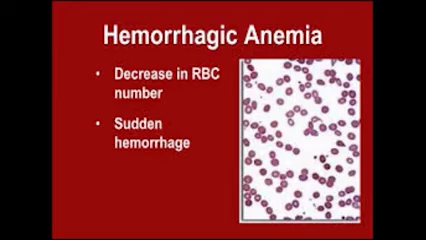 Hemorrhagic Anemia
• Decrease in RBC
number
• Sudden
hemorrhage